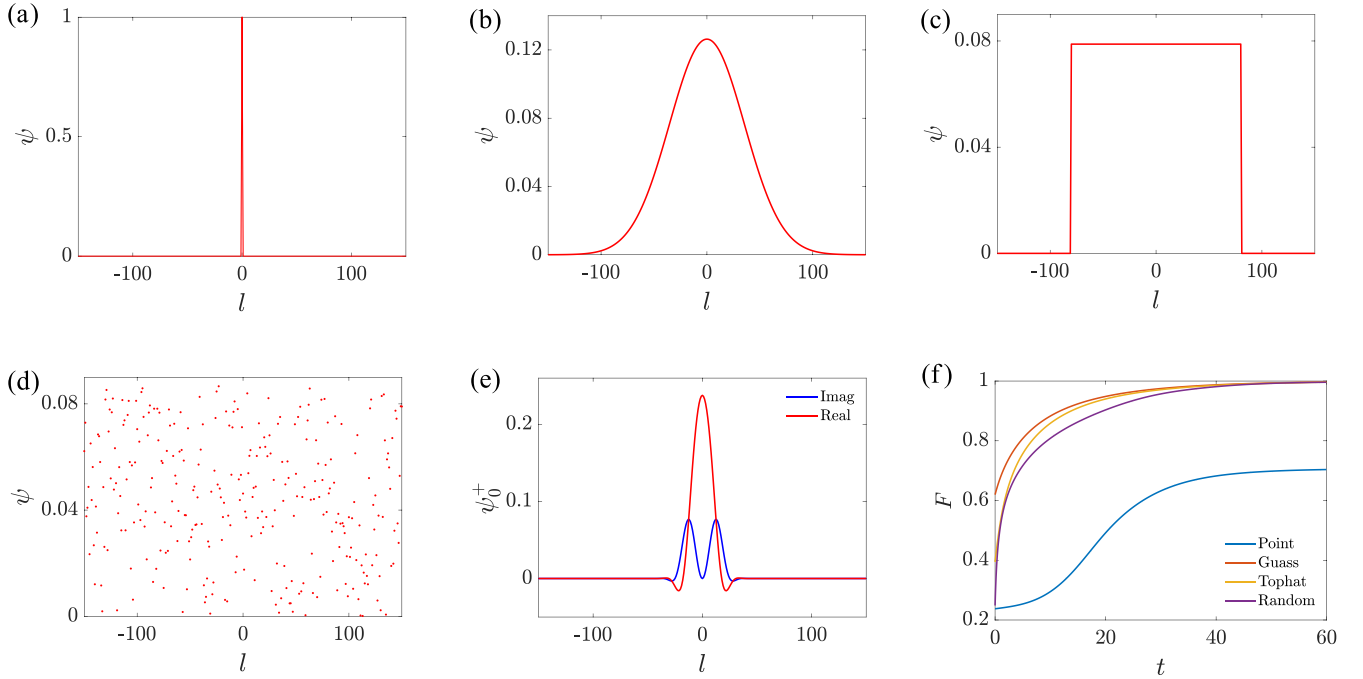 (a)
1
0.5
0
ψ
-100 0 100
l
(b)
0.12
0.08
0.04
0
ψ
-100 0 100
l
(c)
0.08
0.04
0
ψ
-100 0 100
l
(d)
0.08
0.04
0
ψ
-100 0 100
l
(e)
0.2
0.1
0
ψ₀⁺
Imag
Real
-100 0 100
l
(f)
1
0.8
0.6
0.4
0.2
F
Point
Guass
Tophat
Random
0 20 40 60
t